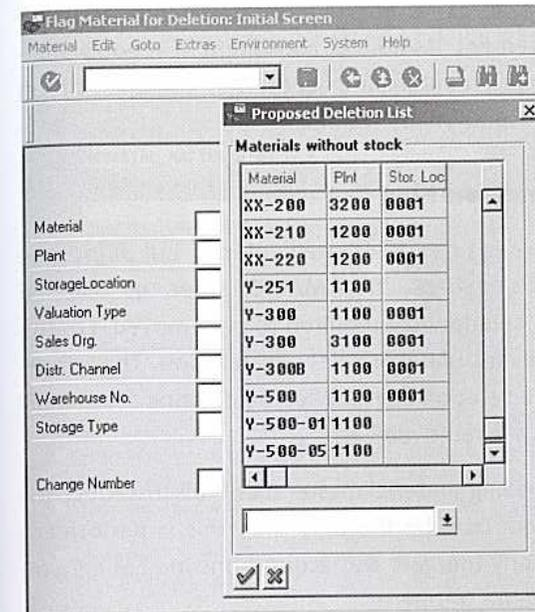 Flag Material for Deletion: Initial Screen
Material Edit Goto Extras Environment System Help
Proposed Deletion List
Materials without stock
Material Plnt Stor. Loc
XX-200 3200 0001
XX-210 1200 0001
XX-220 1200 0001
Y-251 1100
Y-300 1100 0001
Y-300 3100 0001
Y-300B 1100 0001
Y-500 1100 0001
Y-500-01 1100
Y-500-05 1100
Material
Plant
StorageLocation
Valuation Type
Sales Org.
Distr. Channel
Warehouse No.
Storage Type
Change Number